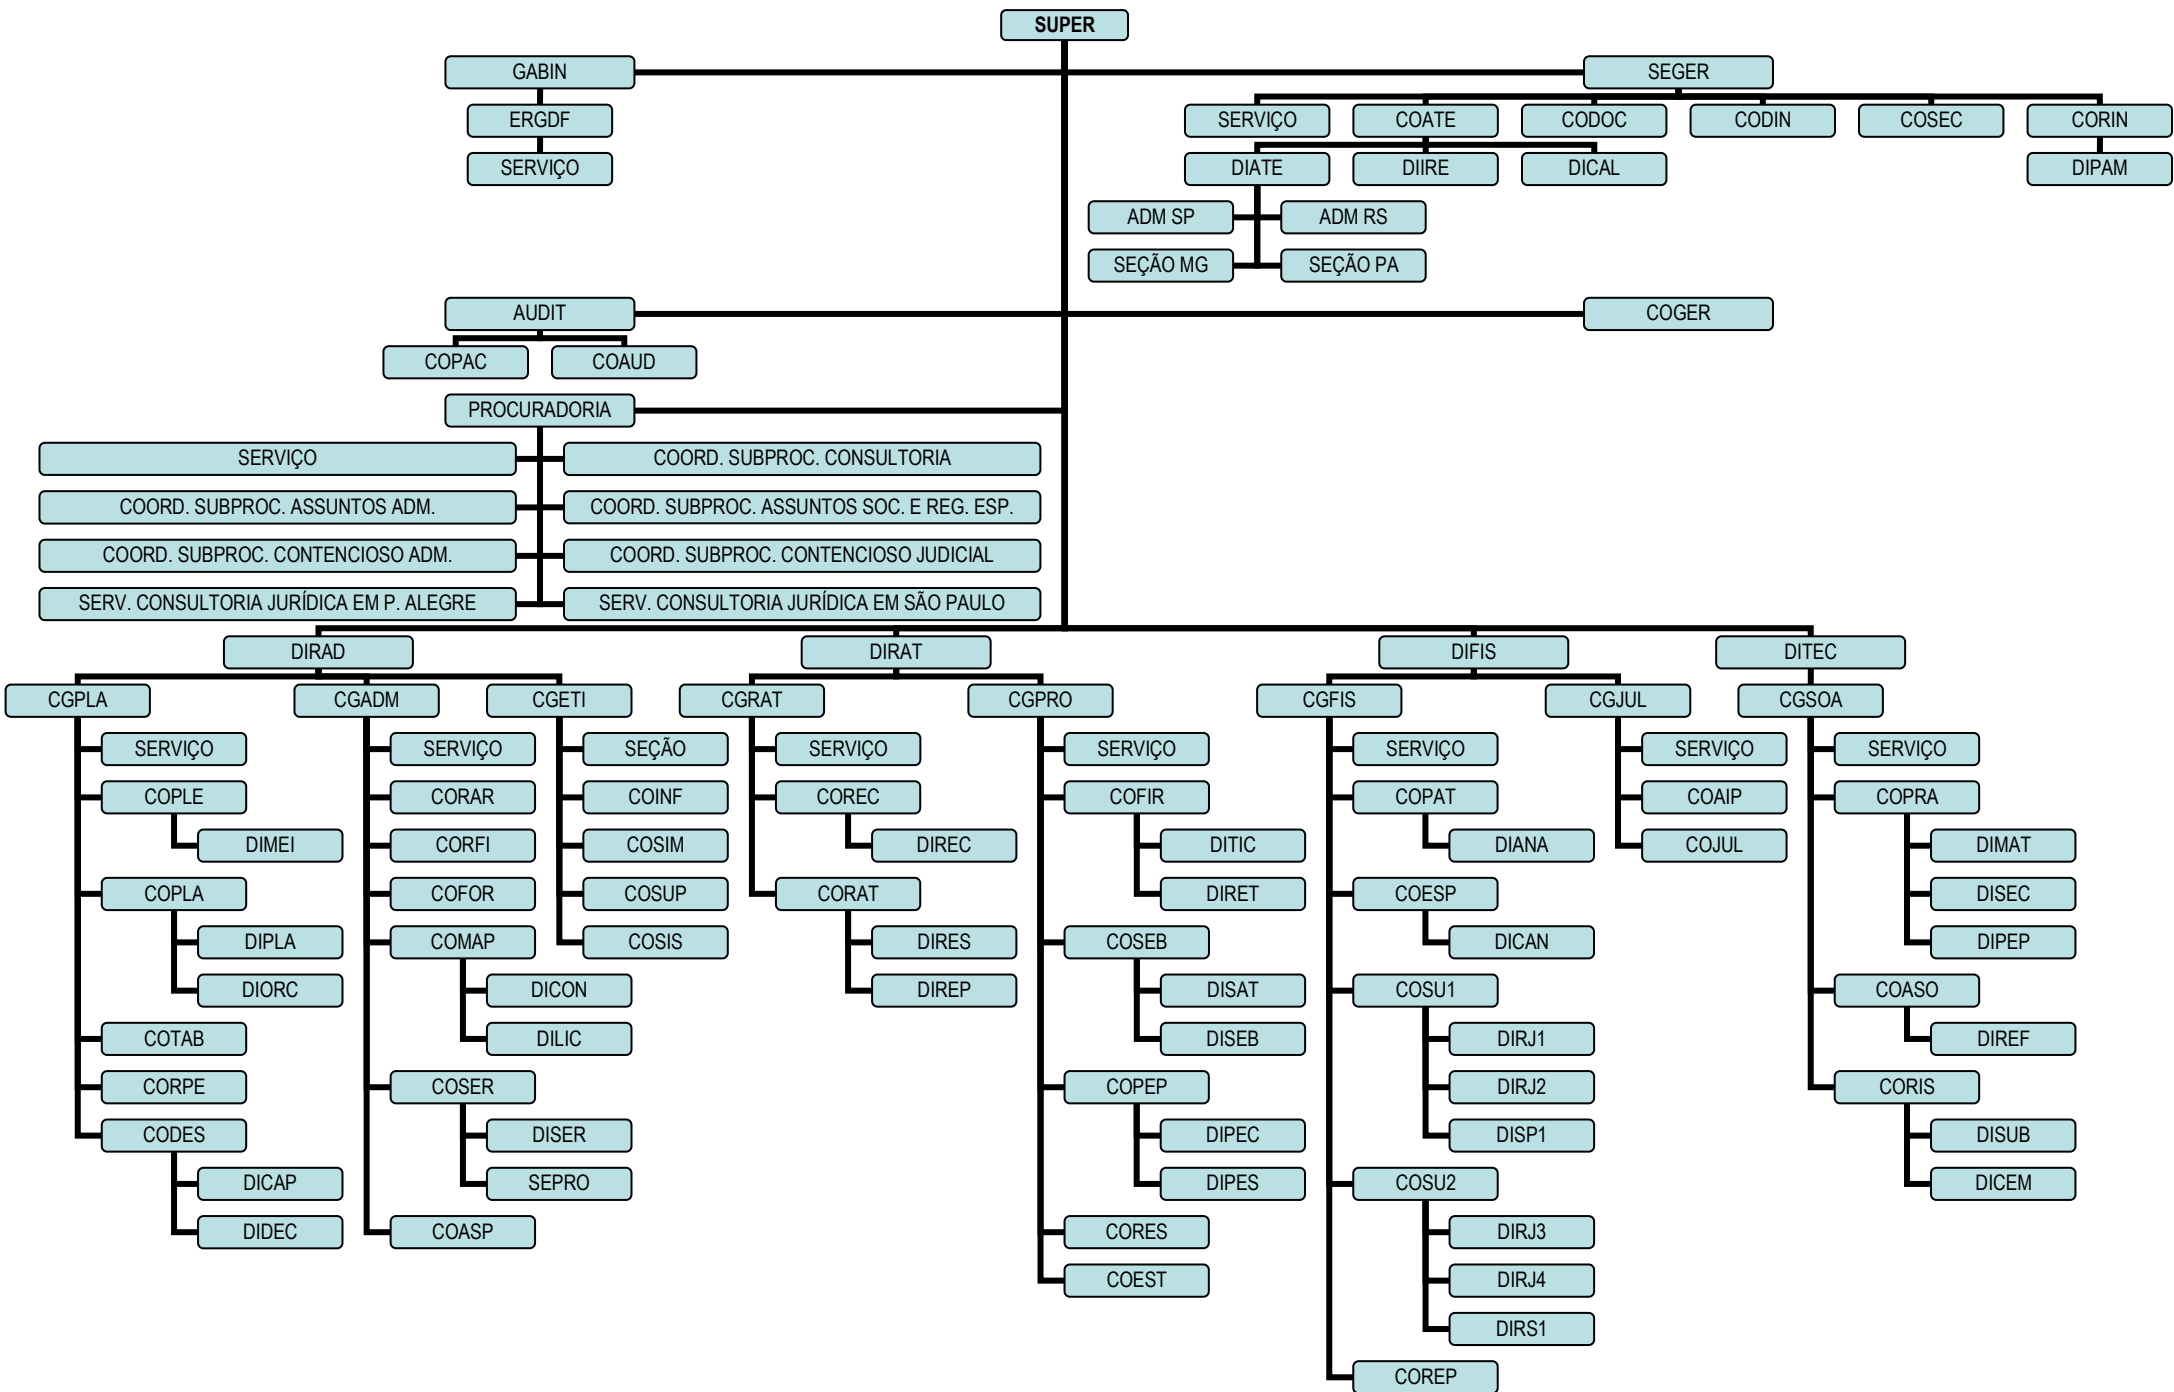 SUPER
GABIN
SEGER
ERGDF
SERVIÇO
COATE
CODOC
CODIN
COSEC
CORIN
SERVIÇO
DIATE
DIIRE
DICAL
DIPAM
ADM SP
ADM RS
SEÇÃO MG
SEÇÃO PA
AUDIT
COGER
COPAC
COAUD
PROCURADORIA
SERVIÇO
COORD. SUBPROC. CONSULTORIA
COORD. SUBPROC. ASSUNTOS ADM.
COORD. SUBPROC. ASSUNTOS SOC. E REG. ESP.
COORD. SUBPROC. CONTENCIOSO ADM.
COORD. SUBPROC. CONTENCIOSO JUDICIAL
SERV. CONSULTORIA JURÍDICA EM P. ALEGRE
SERV. CONSULTORIA JURÍDICA EM SÃO PAULO
DIRAD
DIRAT
DIFIS
DITEC
CGPLA
CGADM
CGETI
CGRAT
CGPRO
CGFIS
CGJUL
CGSOA
SERVIÇO
SERVIÇO
SEÇÃO
SERVIÇO
SERVIÇO
SERVIÇO
SERVIÇO
SERVIÇO
COPLE
CORAR
COINF
COREC
COFIR
COPAT
COAIP
COPRA
DIMEI
CORFI
COSIM
DIREC
DITIC
DIANA
COJUL
DIMAT
COPLA
COFOR
COSUP
CORAT
DIRET
COESP
DISEC
DIPLA
COMAP
COSIS
DIRES
COSEB
DICAN
DIPEP
DIORC
DICON
DIREP
DISAT
COSU1
COASO
COTAB
DILIC
DISEB
DIRJ1
DIREF
CORPE
COSER
COPEP
DIRJ2
CORIS
CODES
DISER
DIPEC
DISP1
DISUB
DICAP
SEPRO
DIPES
COSU2
DICEM
DIDEC
COASP
CORES
DIRJ3
COEST
DIRJ4
DIRS1
COREP